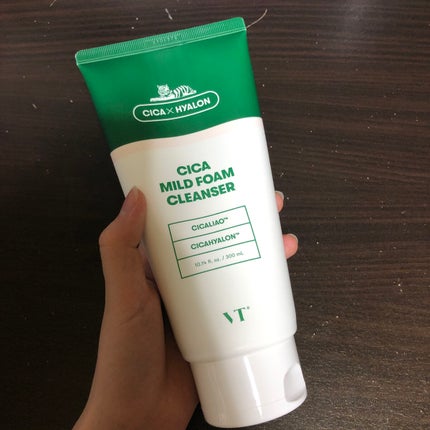 CICA×HYALON
CICA
MILD FOAM
CLEANSER
CICALIAO™
CICAHYALON™
10.14 fl. oz. / 300 mL
VT